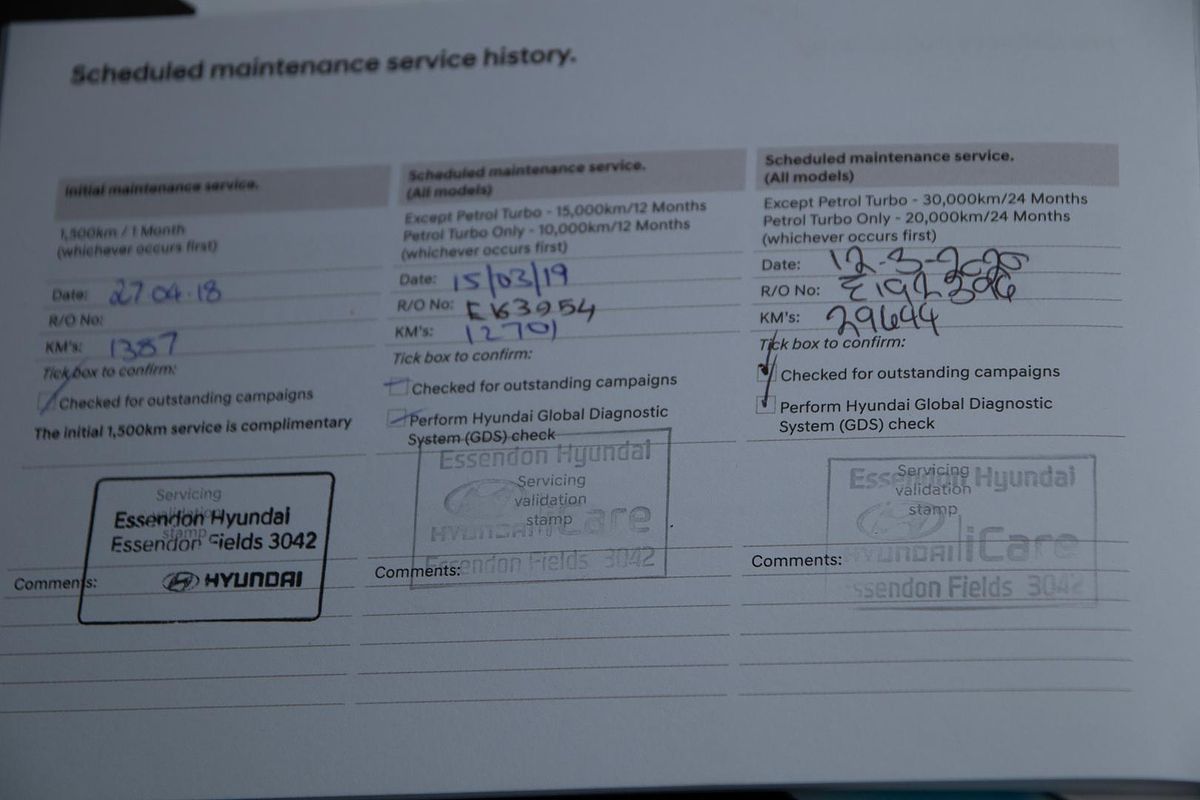 Scheduled maintenance service history.
Initial maintenance service.
1,500km / 1 Month
(whichever occurs first)
Date: 27 04.18
R/O No:
KM's: 1387
Tick box to confirm:
Checked for outstanding campaigns
The initial 1,500km service is complimentary
Servicing
validation
stamp
Essendon Hyundai
Essendon Fields 3042
HYUNDAI
Comments:
Scheduled maintenance service.
(All models)
Except Petrol Turbo - 15,000km/12 Months
Petrol Turbo Only - 10,000km/12 Months
(whichever occurs first)
Date: 15/03/19
R/O No: E163954
KM's: 12701
Tick box to confirm:
Checked for outstanding campaigns
Perform Hyundai Global Diagnostic
System (GDS) check
Essendon Hyundai
Servicing
validation
stamp
HYUNDAI iCare
Essendon Fields 3042
Comments:
Scheduled maintenance service.
(All models)
Except Petrol Turbo - 30,000km/24 Months
Petrol Turbo Only - 20,000km/24 Months
(whichever occurs first)
Date: 12-3-2020
R/O No:
KM's: 29644
Tick box to confirm:
Checked for outstanding campaigns
Perform Hyundai Global Diagnostic
System (GDS) check
Essendon Hyundai
Servicing
validation
stamp
HYUNDAI iCare
Essendon Fields 3042
Comments: